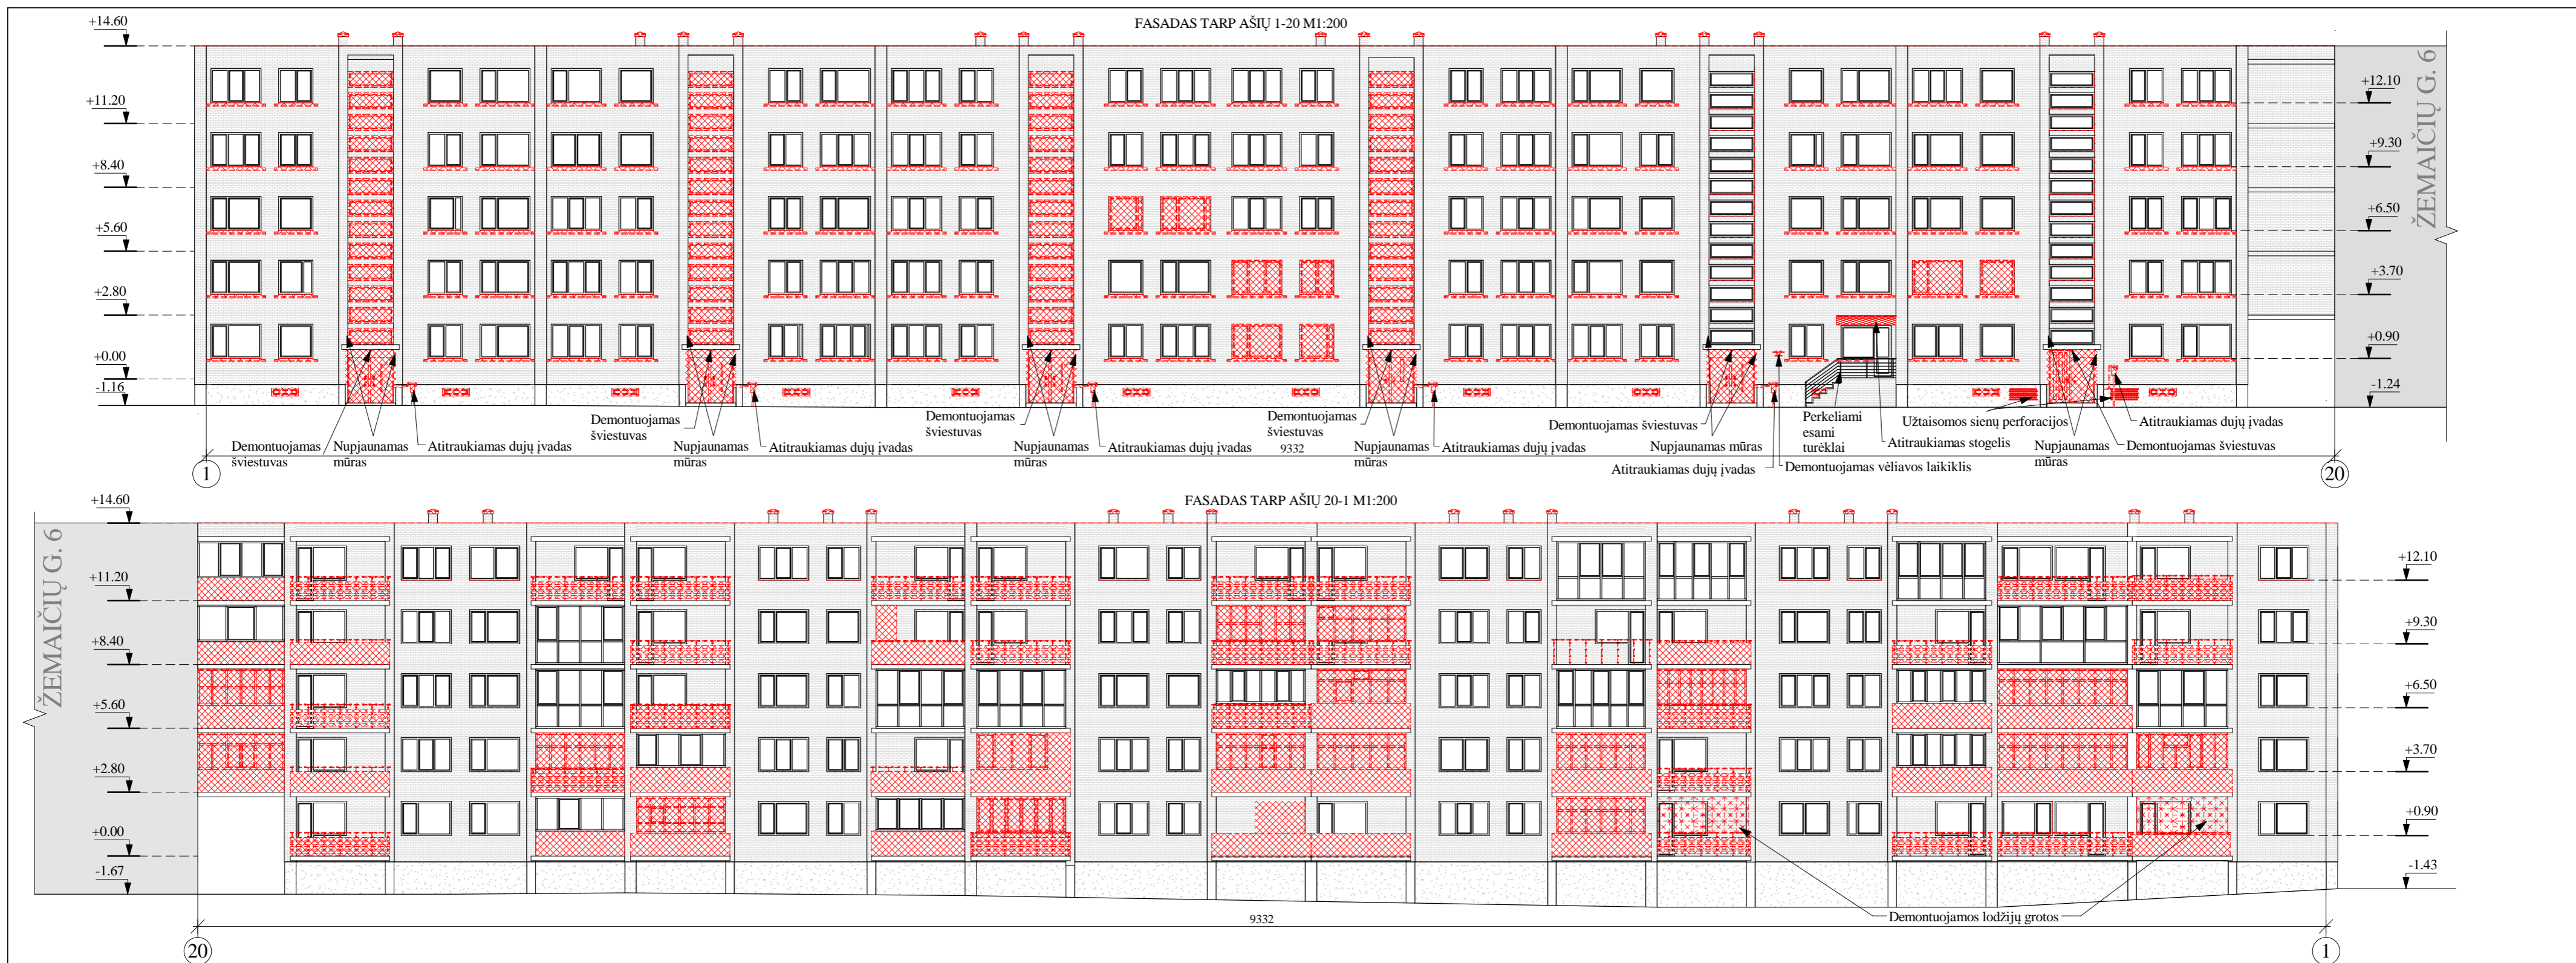 FASADAS TARP AŠIŲ 1-20 M1:200
+14.60
+11.20
+8.40
+5.60
+2.80
+0.00
-1.16
+12.10
+9.30
+6.50
+3.70
+0.90
-1.24
ŽEMAIČIŲ G. 6
Demontuojamas
šviestuvas
Nupjaunamas
mūras
Atitraukiamas dujų įvadas
Demontuojamas
šviestuvas
Nupjaunamas
mūras
Atitraukiamas dujų įvadas
Demontuojamas
šviestuvas
Nupjaunamas
mūras
Atitraukiamas dujų įvadas
Demontuojamas
šviestuvas
9332
Nupjaunamas
mūras
Atitraukiamas dujų įvadas
Demontuojamas šviestuvas
Nupjaunamas mūras
Atitraukiamas dujų įvadas
Demontuojamas vėliavos laikiklis
Perkeliami
esami
turėklai
Atitraukiamas stogelis
Užtaisomos sienų perforacijos
Nupjaunamas
mūras
Atitraukiamas dujų įvadas
Demontuojamas šviestuvas
1
20
FASADAS TARP AŠIŲ 20-1 M1:200
+14.60
+11.20
+8.40
+5.60
+2.80
+0.00
-1.67
ŽEMAIČIŲ G. 6
+12.10
+9.30
+6.50
+3.70
+0.90
-1.43
Demontuojamos lodžijų grotos
9332
20
1